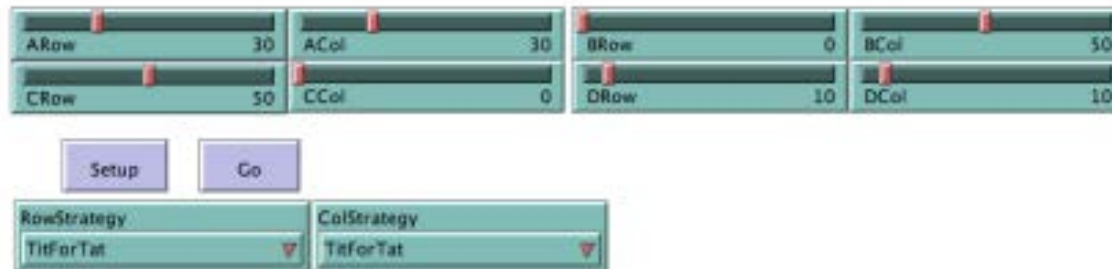 ARow 30 ACol 30 BRow 0 BCol 50
CRow 50 CCol 0 DRow 10 DCol 10
Setup Go
RowStrategy ColStrategy
TitForTat TitForTat